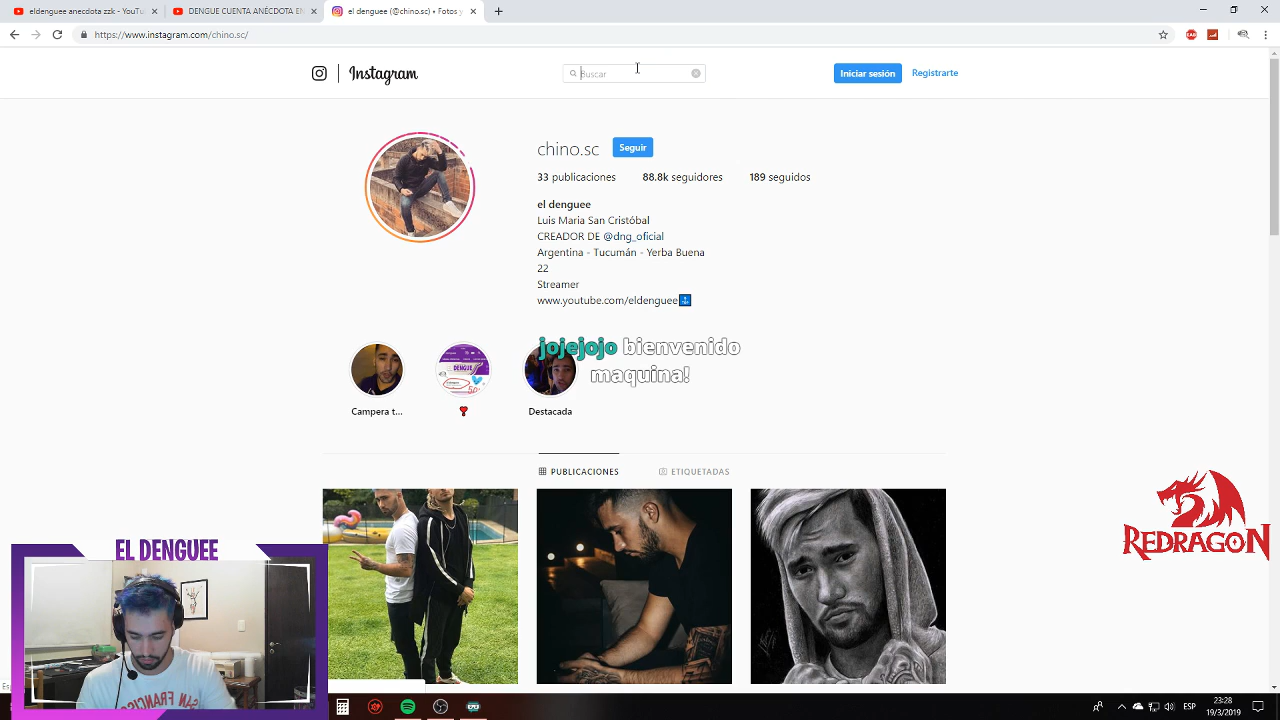 eldenguee anecdota zzk - YouTu
DENGUE CUENTA ANÉCDOTA EN
el denguee (@chino.sc) • Fotos y
https://www.instagram.com/chino.sc/
Instagram
Buscar
Iniciar sesión
Registrarte
chino.sc
Seguir
33 publicaciones
88.8k seguidores
189 seguidos
el denguee
Luis Maria San Cristóbal
CREADOR DE @dng_oficial
Argentina - Tucumán - Yerba Buena
22
Streamer
www.youtube.com/eldenguee
jojejojo bienvenido
maquina!
Campera t...
Destacada
PUBLICACIONES
ETIQUETADAS
REDRAGON
EL DENGUEE
SAN FRANCISCO
ESP
23:28
19/3/2019